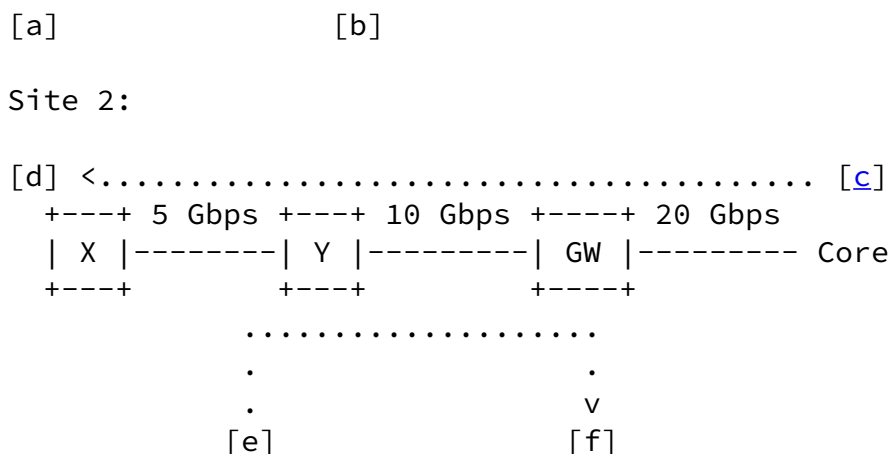 [a]                [b]

Site 2:

[d] <......................................... [c]
  +---+ 5 Gbps +---+ 10 Gbps +----+ 20 Gbps
  | X |--------| Y |---------| GW |--------- Core
  +---+        +---+         +----+
             .....................
             .                   .
             .                   v
            [e]                 [f]